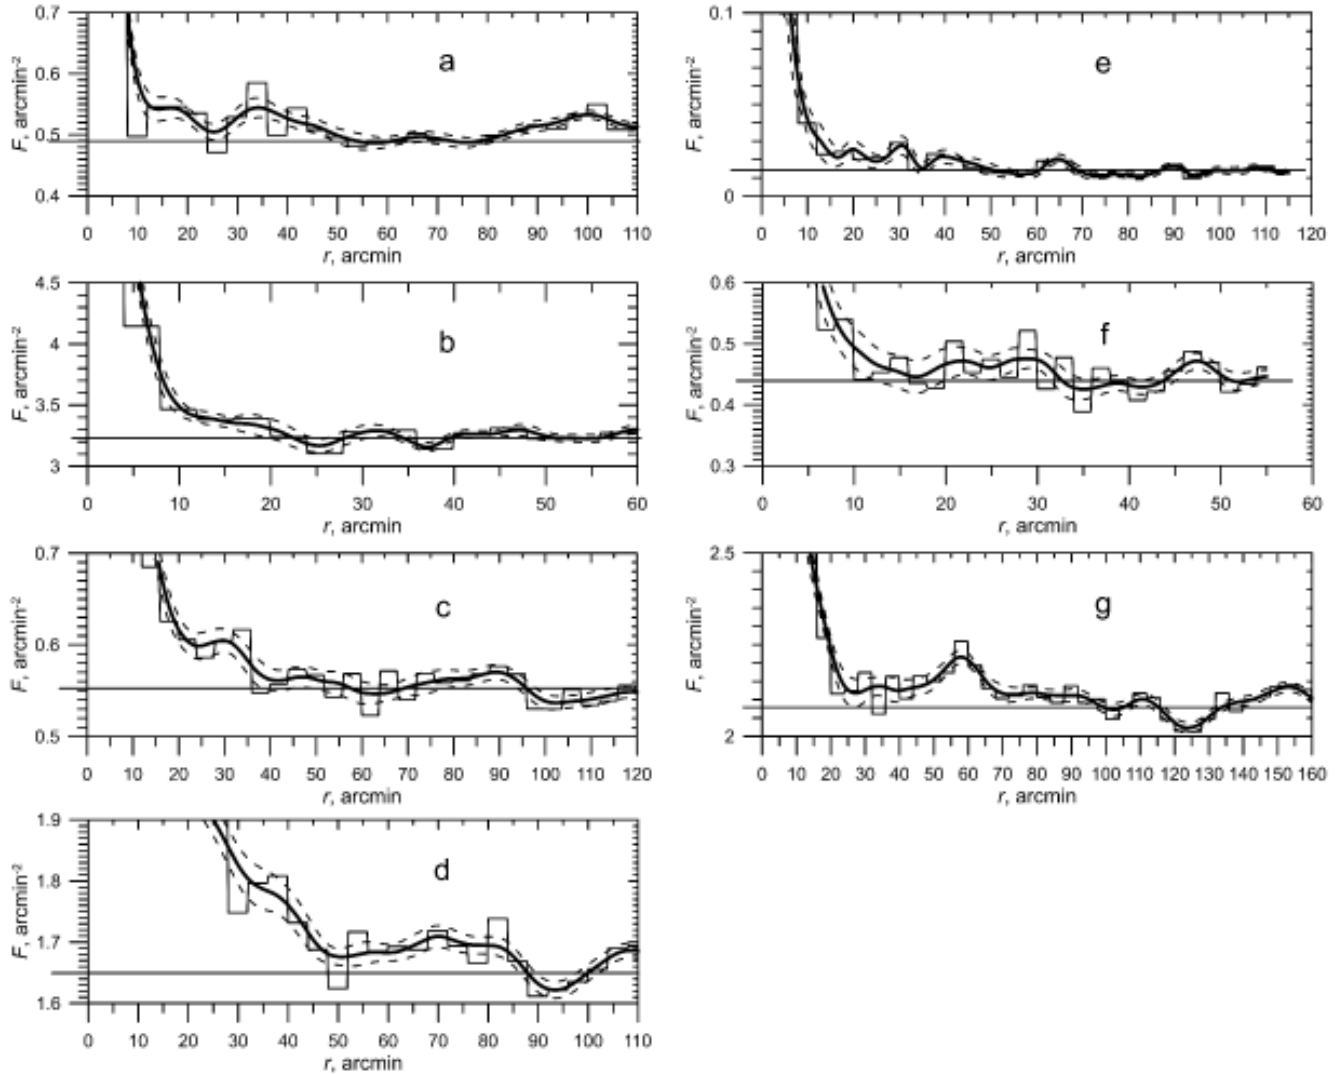 0.7
0.6
0.5
0.4
F, arcmin-2
a
0 10 20 30 40 50 60 70 80 90 100 110
r, arcmin
4.5
4
3.5
3
F, arcmin-2
b
0 10 20 30 40 50 60
r, arcmin
0.7
0.6
0.5
F, arcmin-2
c
0 10 20 30 40 50 60 70 80 90 100 110 120
r, arcmin
1.9
1.8
1.7
1.6
F, arcmin-2
d
0 10 20 30 40 50 60 70 80 90 100 110
r, arcmin
0.1
0
F, arcmin-2
e
0 10 20 30 40 50 60 70 80 90 100 110 120
r, arcmin
0.6
0.5
0.4
0.3
F, arcmin-2
f
0 10 20 30 40 50 60
r, arcmin
2.5
2
F, arcmin-2
g
0 10 20 30 40 50 60 70 80 90 100 110 120 130 140 150 160
r, arcmin